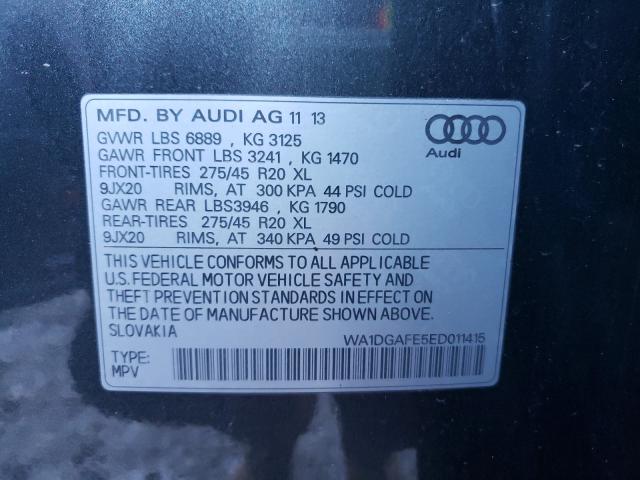 MFD. BY AUDI AG 11 13
GVWR LBS 6889 , KG 3125
GAWR FRONT LBS 3241 , KG 1470
FRONT-TIRES 275/45 R20 XL
9JX20 RIMS, AT 300 KPA 44 PSI COLD
GAWR REAR LBS3946 , KG 1790
REAR-TIRES 275/45 R20 XL
9JX20 RIMS, AT 340 KPA 49 PSI COLD
Audi
THIS VEHICLE CONFORMS TO ALL APPLICABLE
U.S. FEDERAL MOTOR VEHICLE SAFETY AND
THEFT PREVENTION STANDARDS IN EFFECT ON
THE DATE OF MANUFACTURE SHOWN ABOVE.
SLOVAKIA
WA1DGAFE5ED011415
TYPE:
MPV